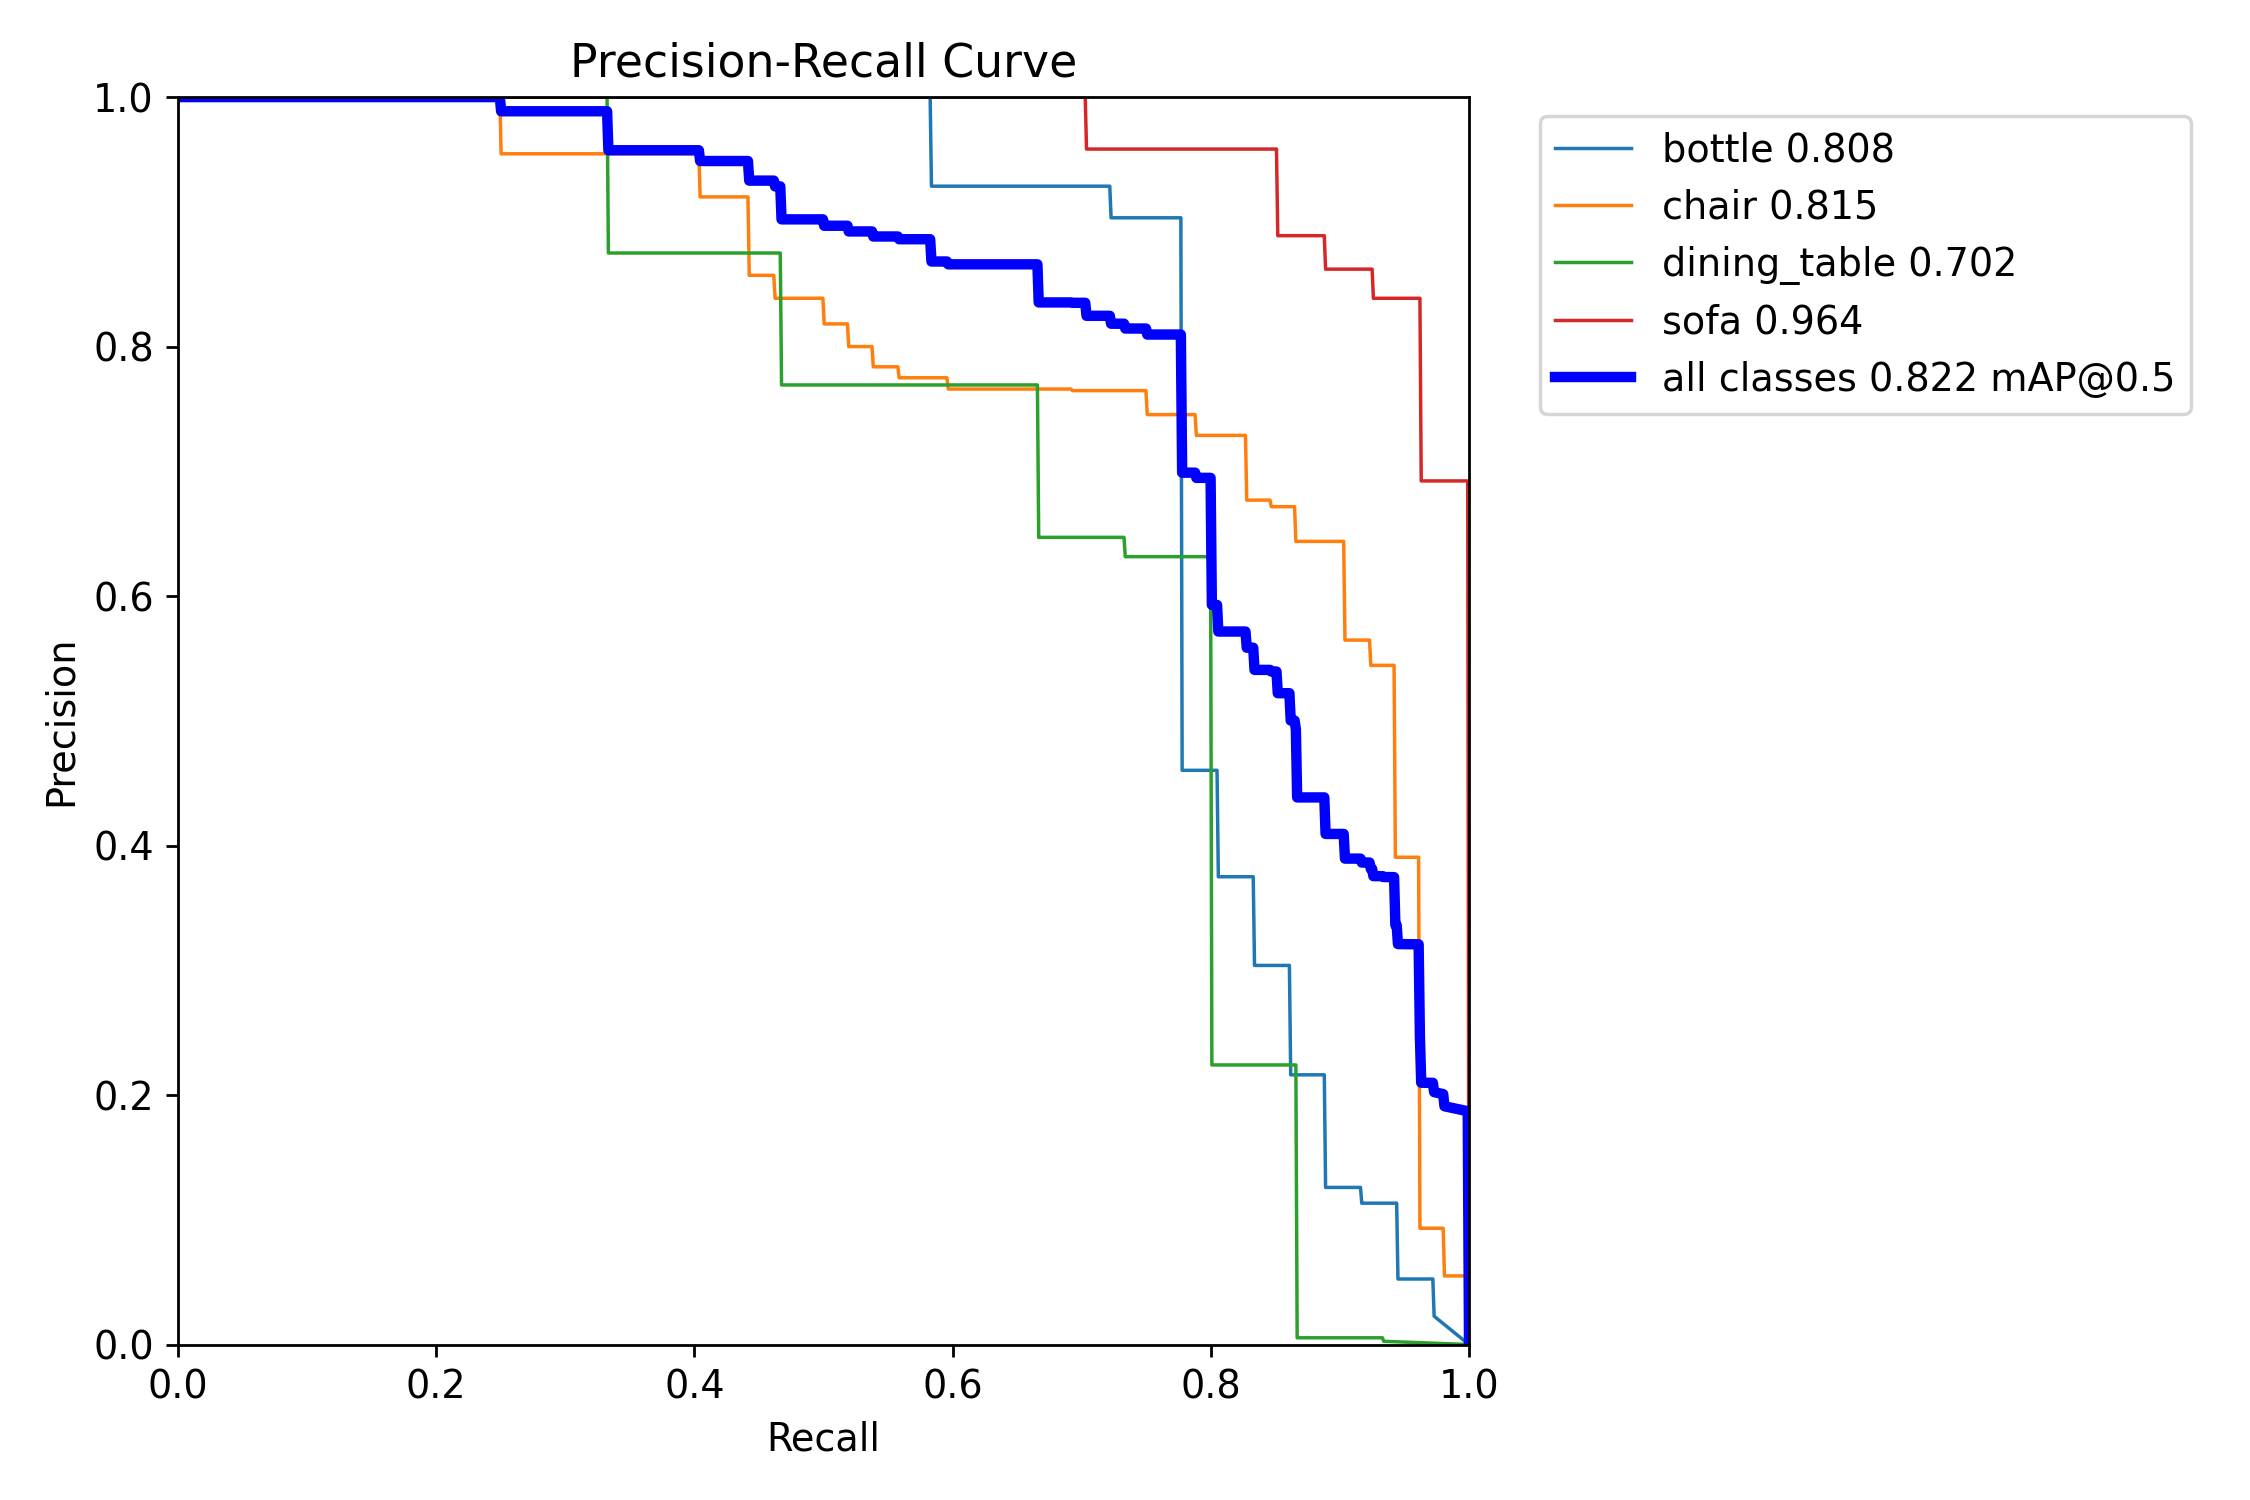 Precision-Recall Curve
1.0
0.8
0.6
0.4
0.2
0.0
Precision
0.0 0.2 0.4 0.6 0.8 1.0
Recall
bottle 0.808
chair 0.815
dining_table 0.702
sofa 0.964
all classes 0.822 mAP@0.5